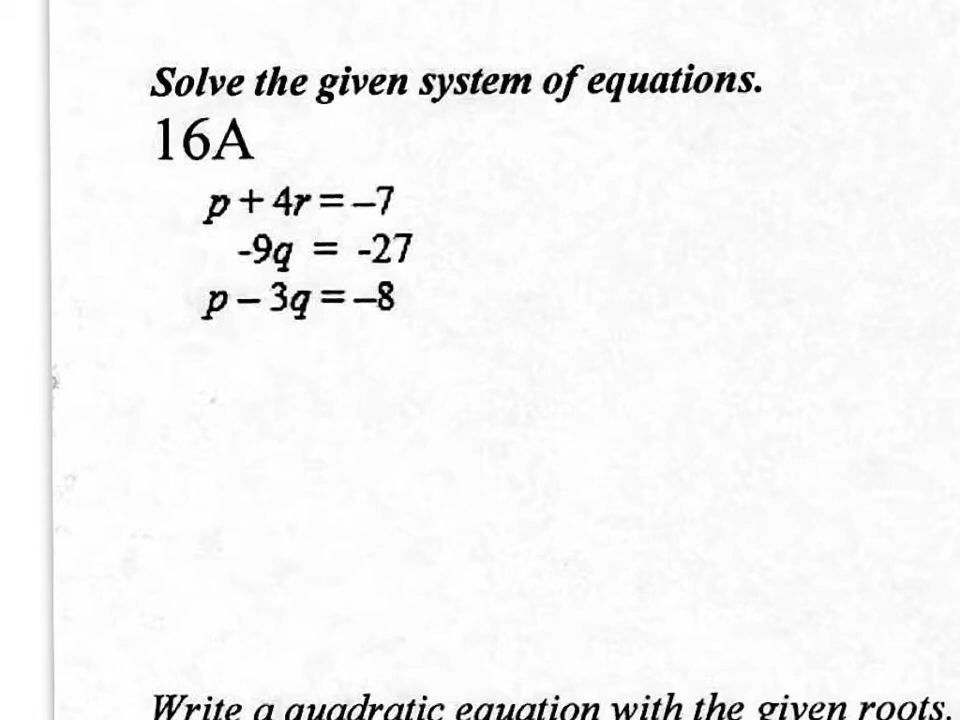 Solve the given system of equations.
16A
p + 4r = –7
-9q = -27
p – 3q = –8
Write a quadratic equation with the given roots.